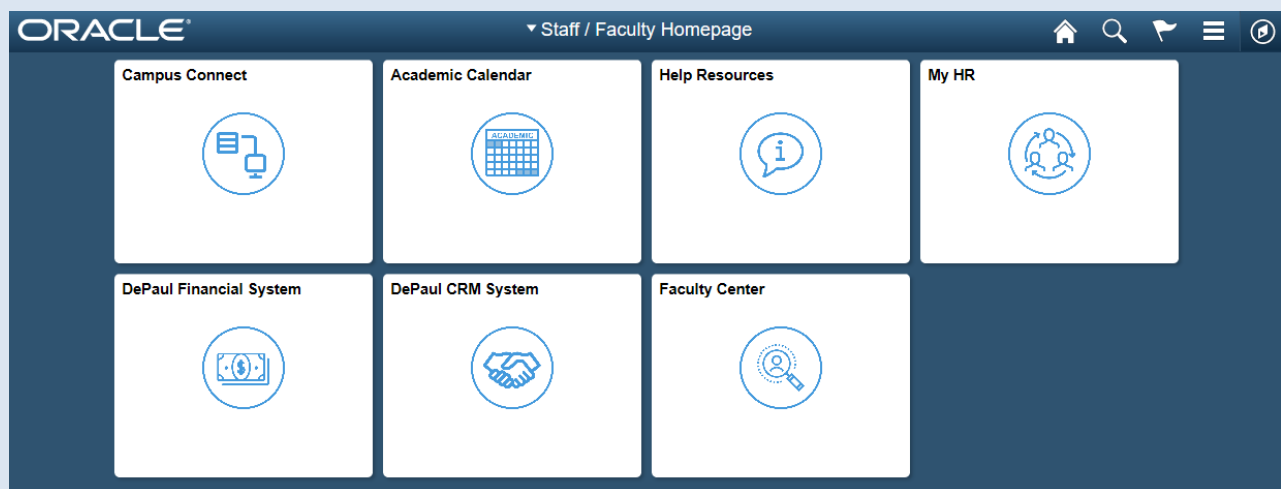 ORACLE
Staff / Faculty Homepage
Campus Connect
Academic Calendar
Help Resources
My HR
ACADEMIC
i
DePaul Financial System
DePaul CRM System
Faculty Center
$